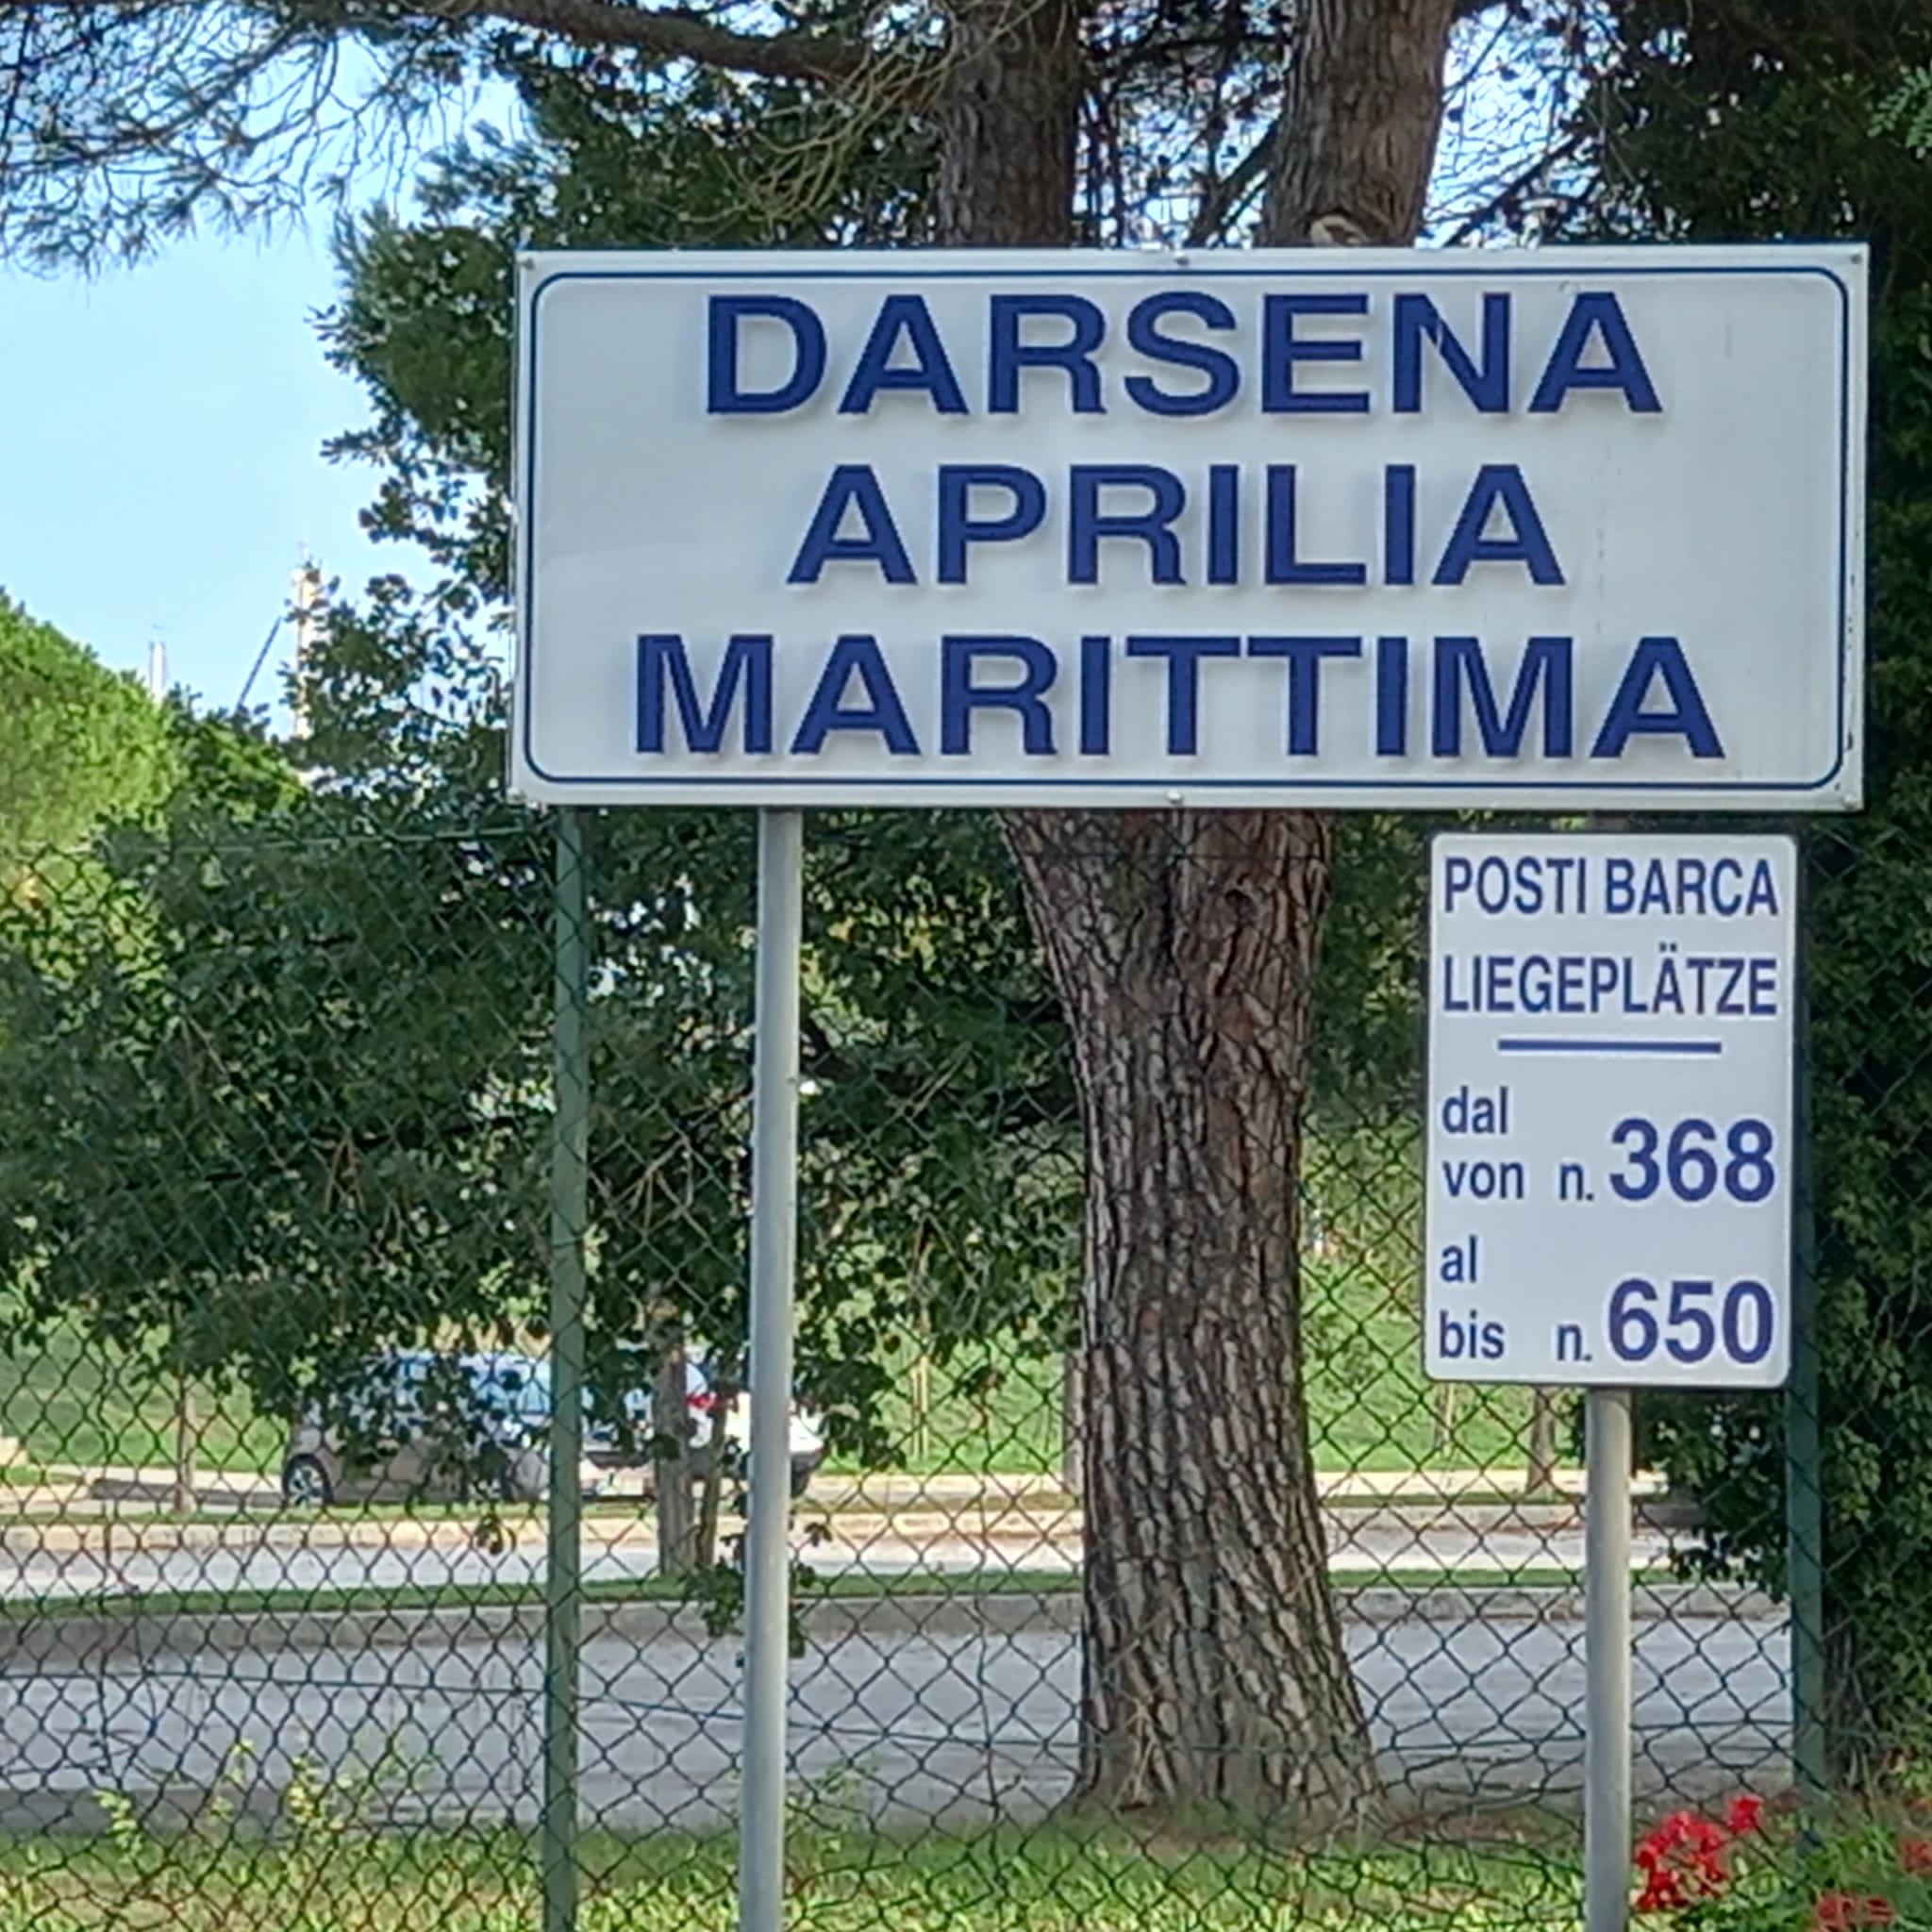 DARSENA
APRILIA
MARITTIMA
POSTI BARCA
LIEGEPLÄTZE
dal
von n. 368
al
bis n. 650